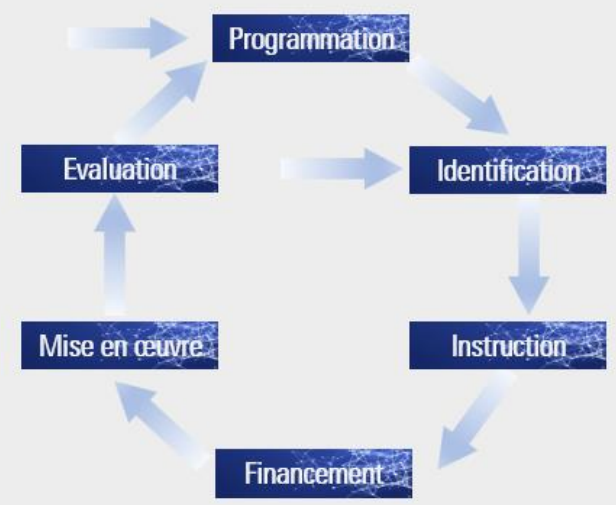 Programmation
Evaluation
Identification
Mise en œuvre
Instruction
Financement